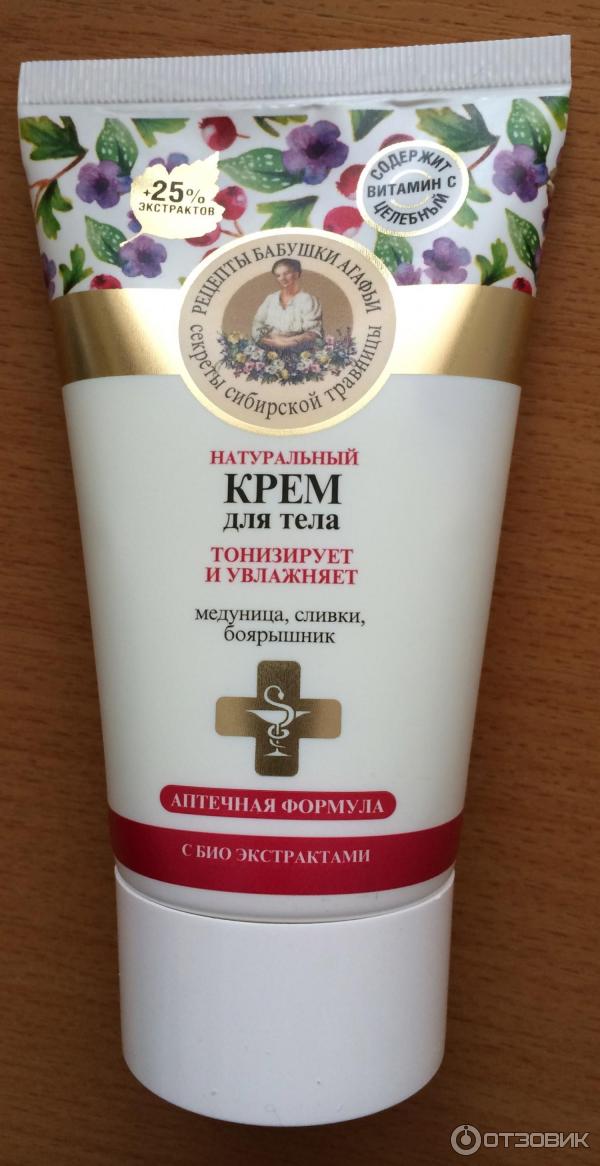 +25%
ЭКСТРАКТОВ
СОДЕРЖИТ
ВИТАМИН С
ЦЕЛЕБНЫЙ
РЕЦЕПТЫ БАБУШКИ АГАФЬИ
секреты сибирской травницы
НАТУРАЛЬНЫЙ
КРЕМ
для тела
ТОНИЗИРУЕТ
И УВЛАЖНЯЕТ
медуница, сливки,
боярышник
АПТЕЧНАЯ ФОРМУЛА
С БИО ЭКСТРАКТАМИ
ОТЗОВИК